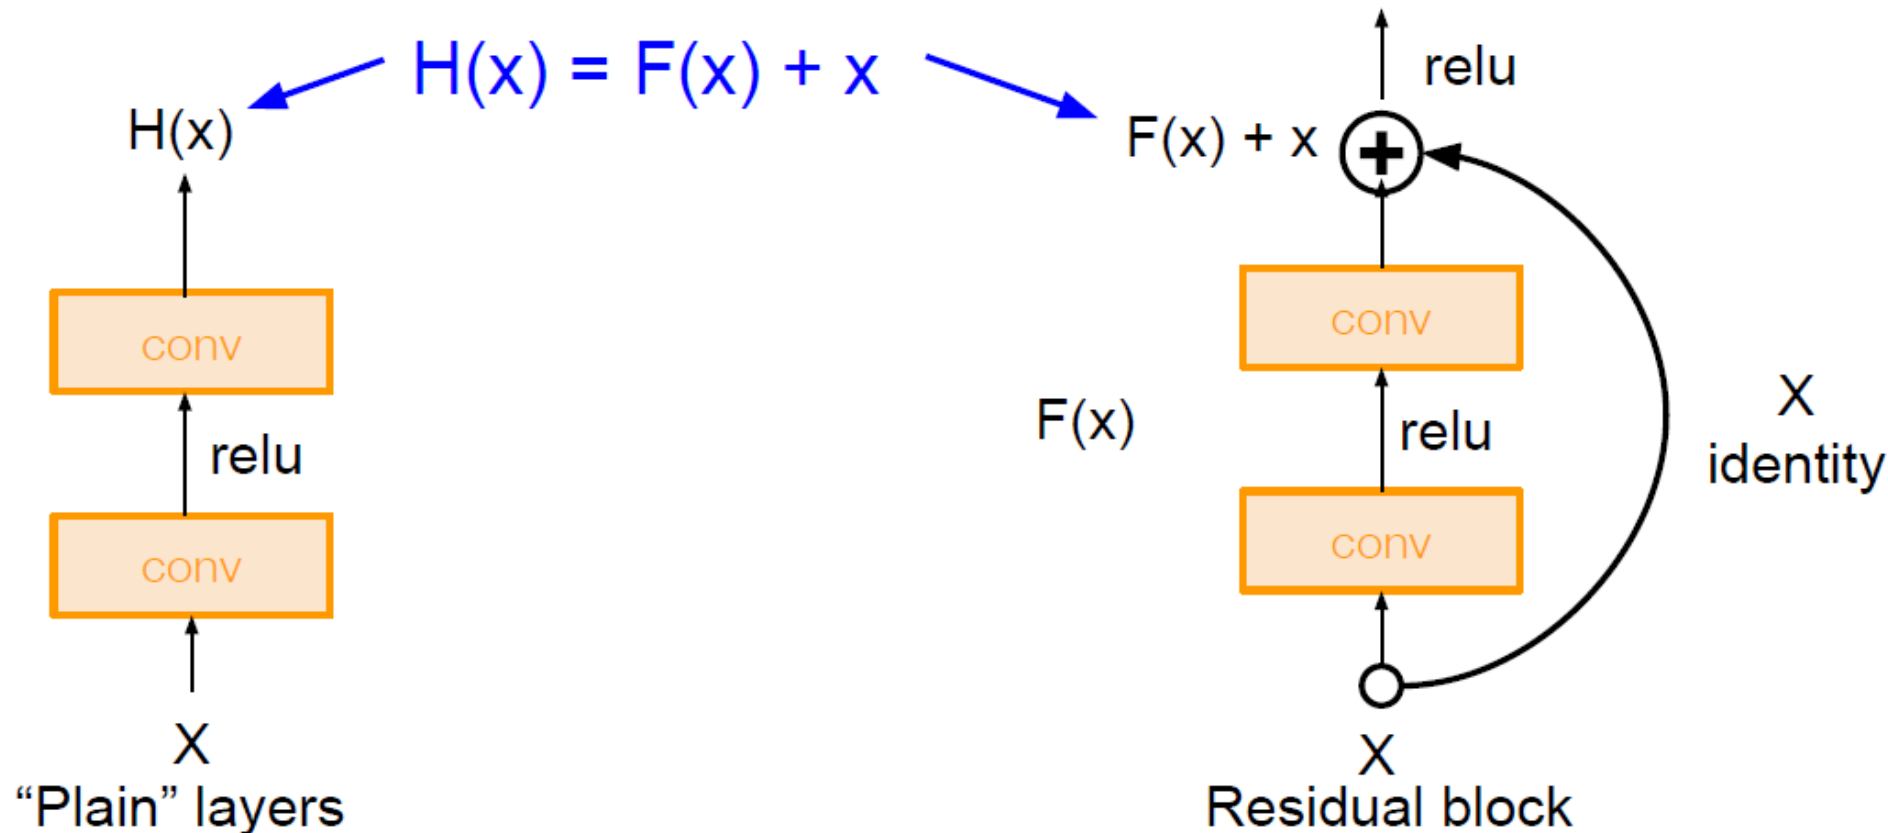 H(x) = F(x) + x
H(x)
conv
relu
conv
X
“Plain” layers
relu
F(x) + x
+
conv
F(x)
relu
conv
X
identity
X
Residual block